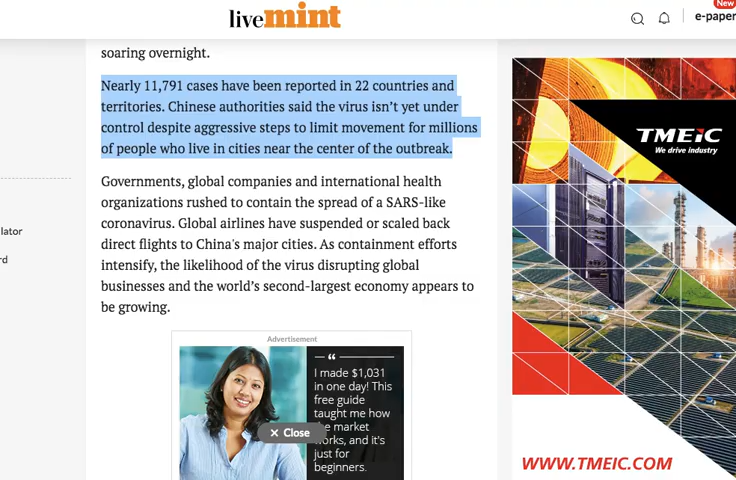 livemint
New
e-paper
soaring overnight.
Nearly 11,791 cases have been reported in 22 countries and
territories. Chinese authorities said the virus isn't yet under
control despite aggressive steps to limit movement for millions
of people who live in cities near the center of the outbreak.
lator
rd
Governments, global companies and international health
organizations rushed to contain the spread of a SARS-like
coronavirus. Global airlines have suspended or scaled back
direct flights to China's major cities. As containment efforts
intensify, the likelihood of the virus disrupting global
businesses and the world's second-largest economy appears to
be growing.
Advertisement
“
I made $1,031
in one day! This
free guide
taught me how
market
works, and it's
just for
beginners.
✕ Close
TMEIC
We drive industry
WWW.TMEIC.COM